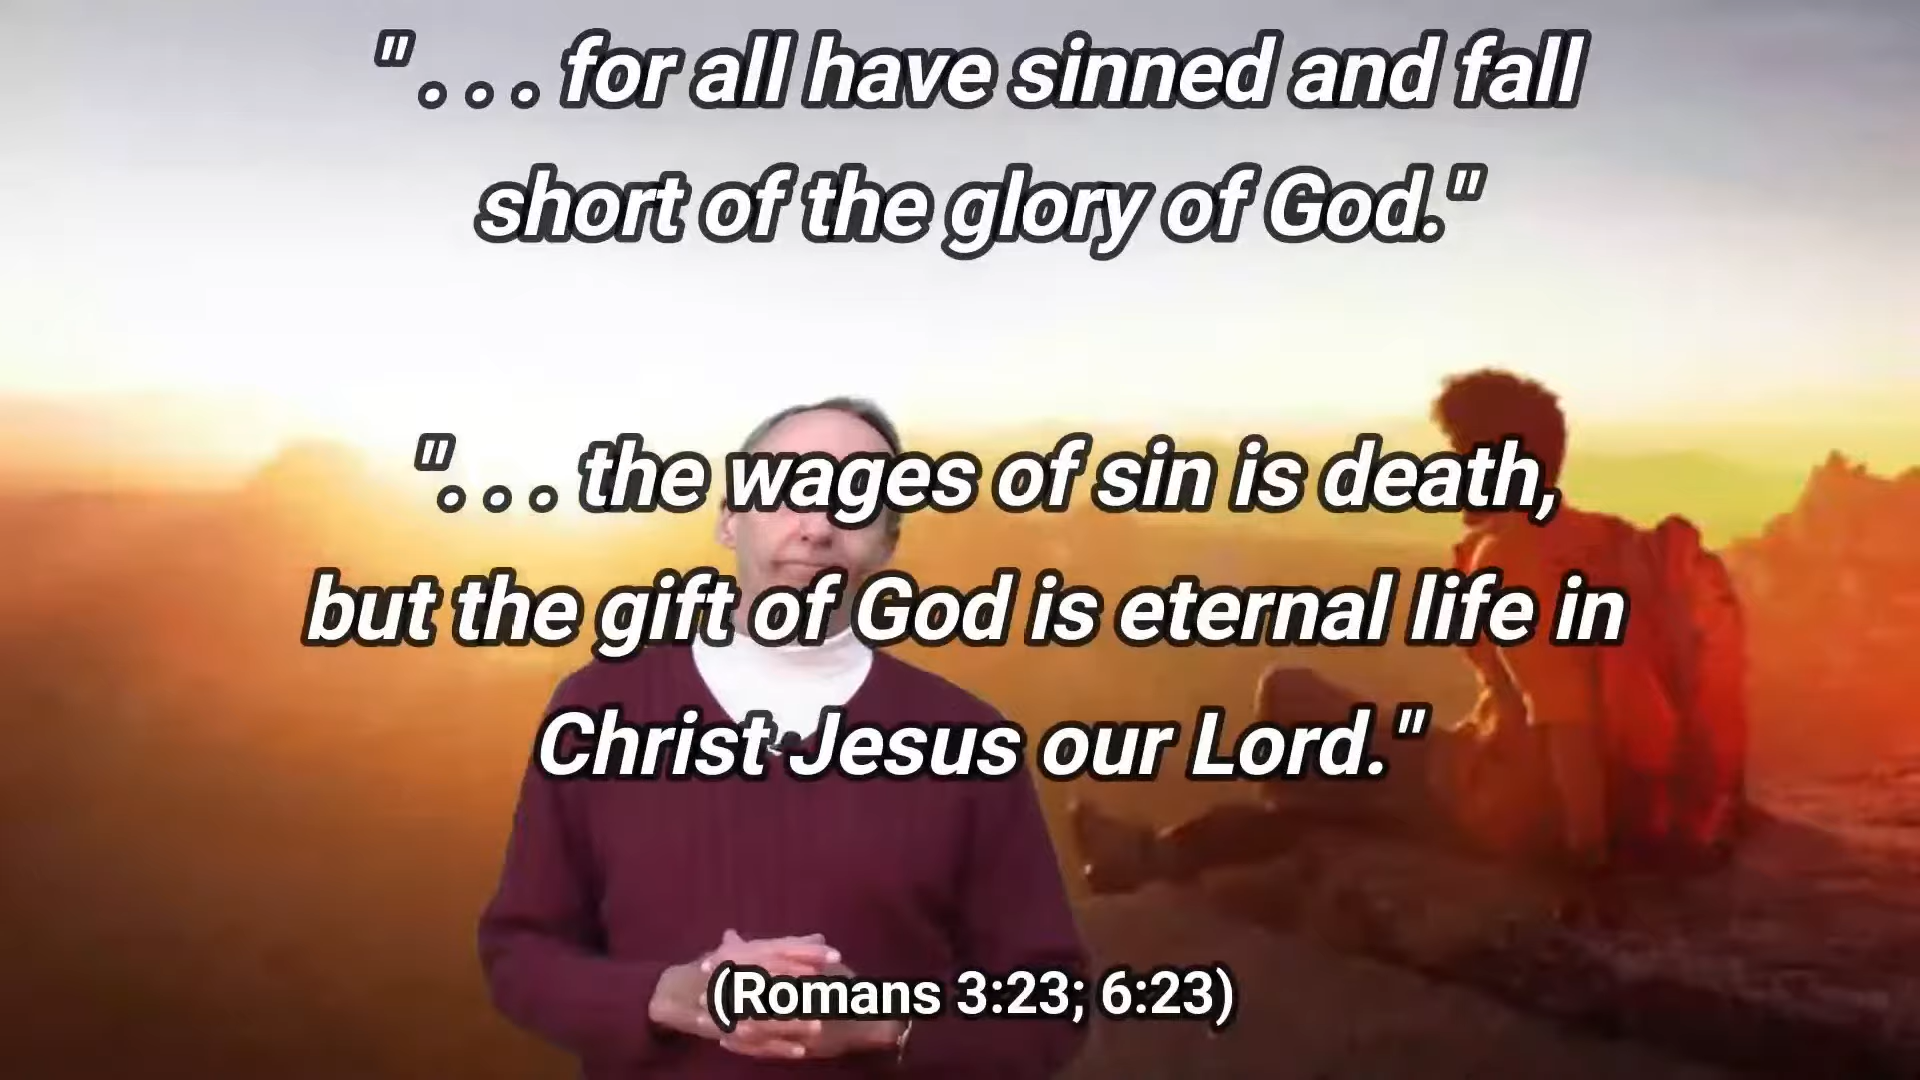 ". . . for all have sinned and fall
short of the glory of God."
". . . the wages of sin is death,
but the gift of God is eternal life in
Christ Jesus our Lord."
(Romans 3:23; 6:23)